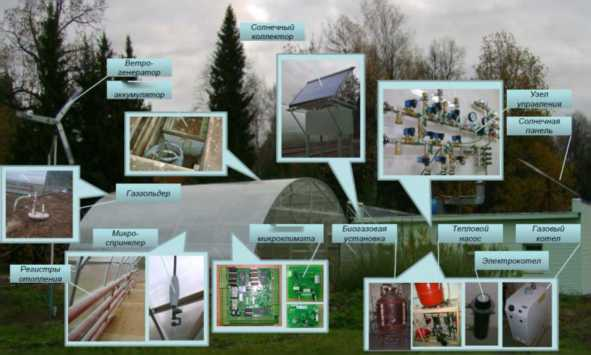 Солнечный
коллектор
Ветро-
генератор
аккумулятор
Узел
управления
Солнечная
панель
Газгольдер
Микро-
спринклер
микроклимата
Биогазовая
установка
Тепловой
насос
Газовый
котел
Регистры
отопления
Электрокотел